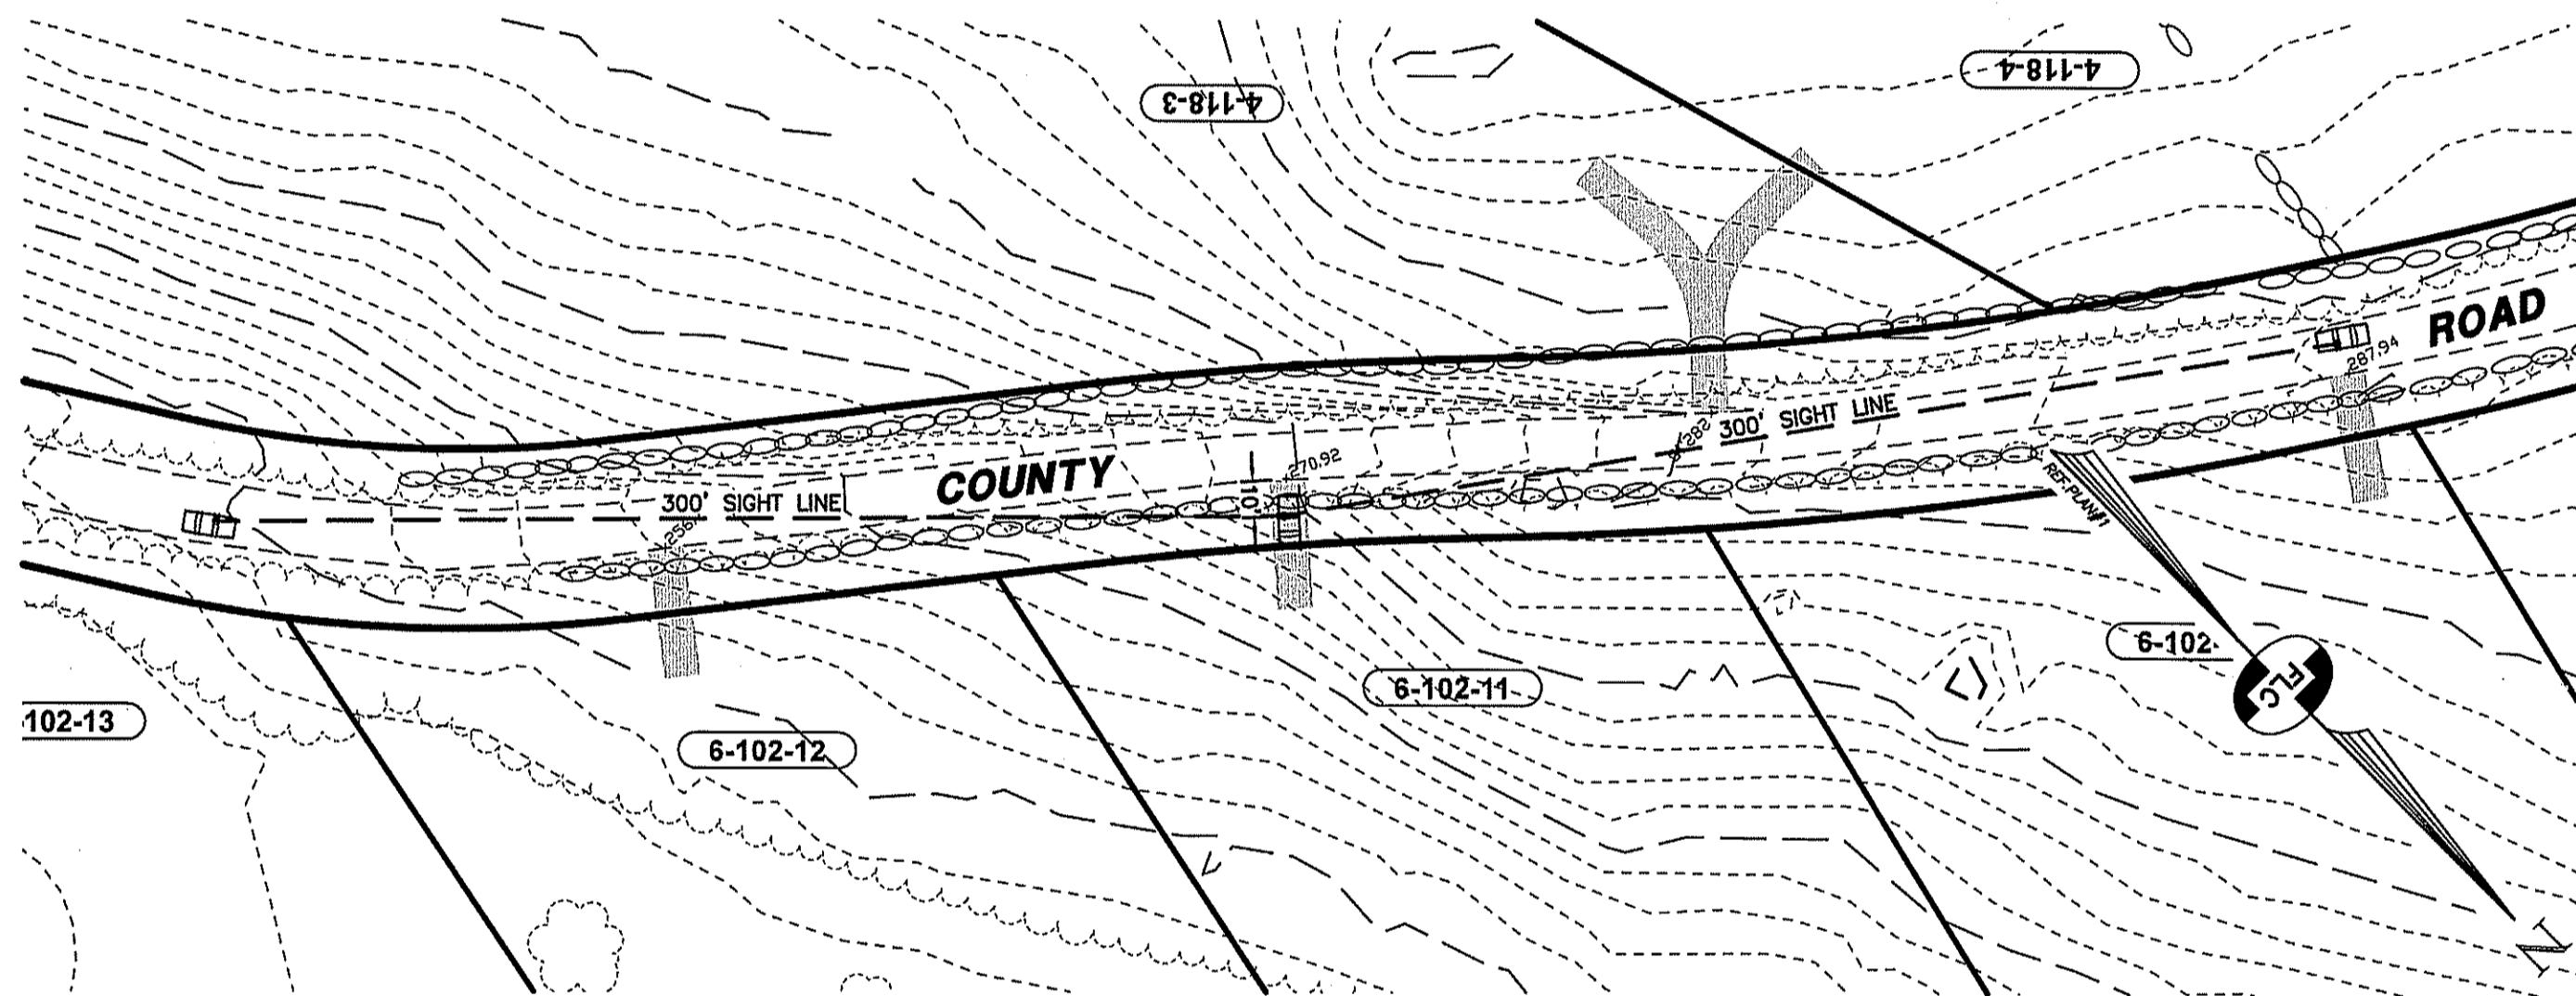 4-118-3
4-118-4
ROAD
287.94
300' SIGHT LINE
282
COUNTY
270.92
300' SIGHT LINE
10'
256.
REF.PLAN#1
6-102-
6-102-11
FLC
102-13
6-102-12
N